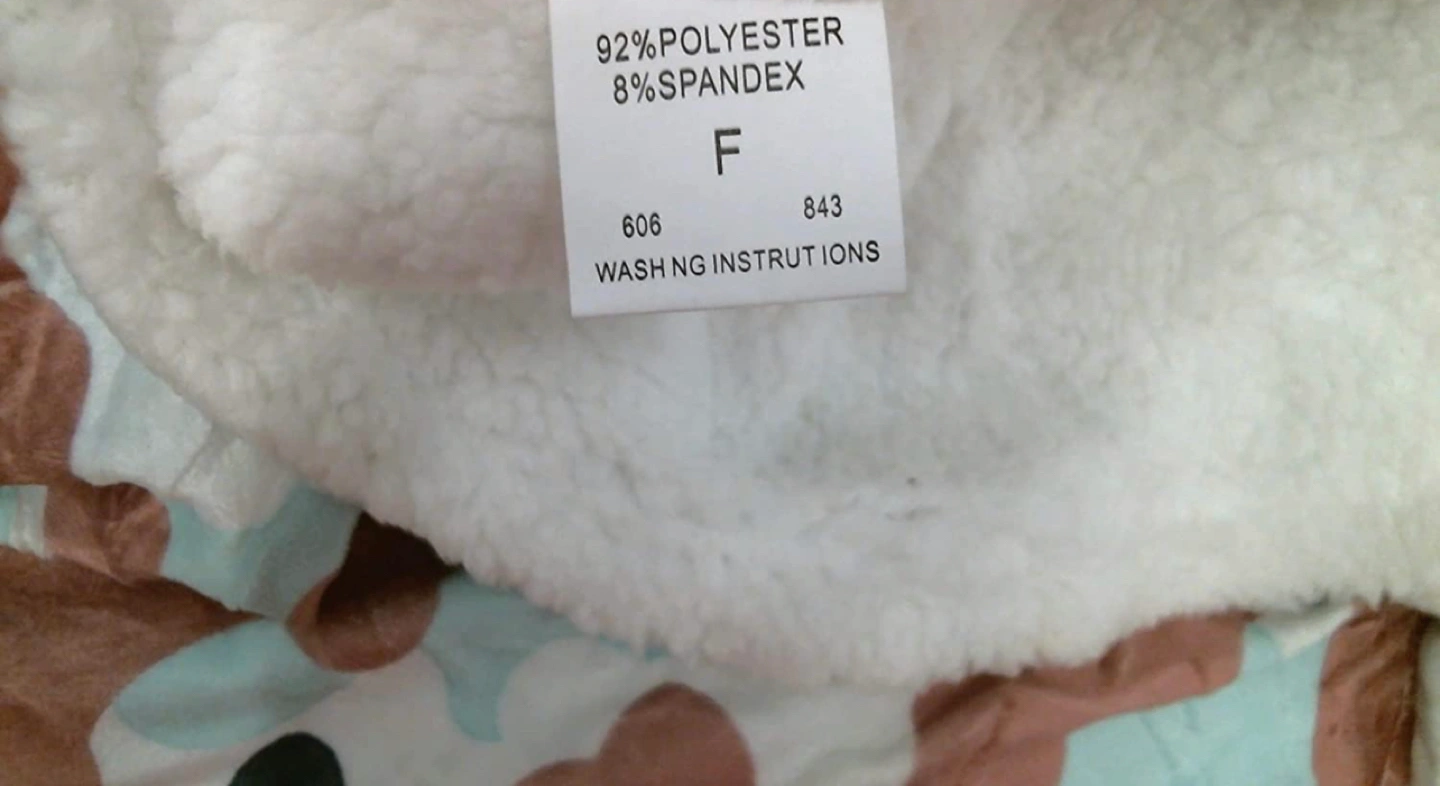 92%POLYESTER
8%SPANDEX
F
606 843
WASH NG INSTRUT IONS